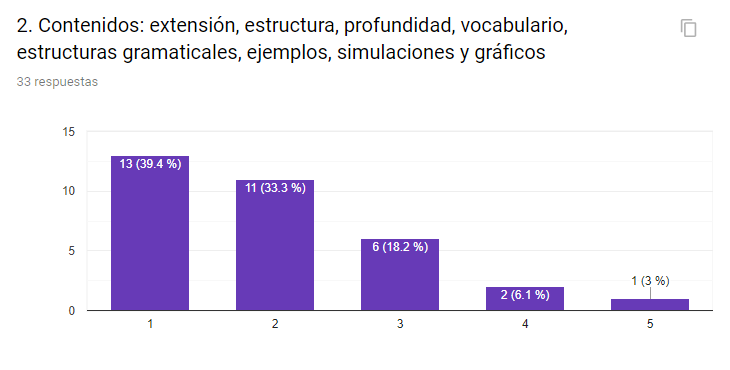 2. Contenidos: extensión, estructura, profundidad, vocabulario,
estructuras gramaticales, ejemplos, simulaciones y gráficos
33 respuestas
15
10
5
0
13 (39.4 %)
11 (33.3 %)
6 (18.2 %)
2 (6.1 %)
1 (3 %)
1
2
3
4
5